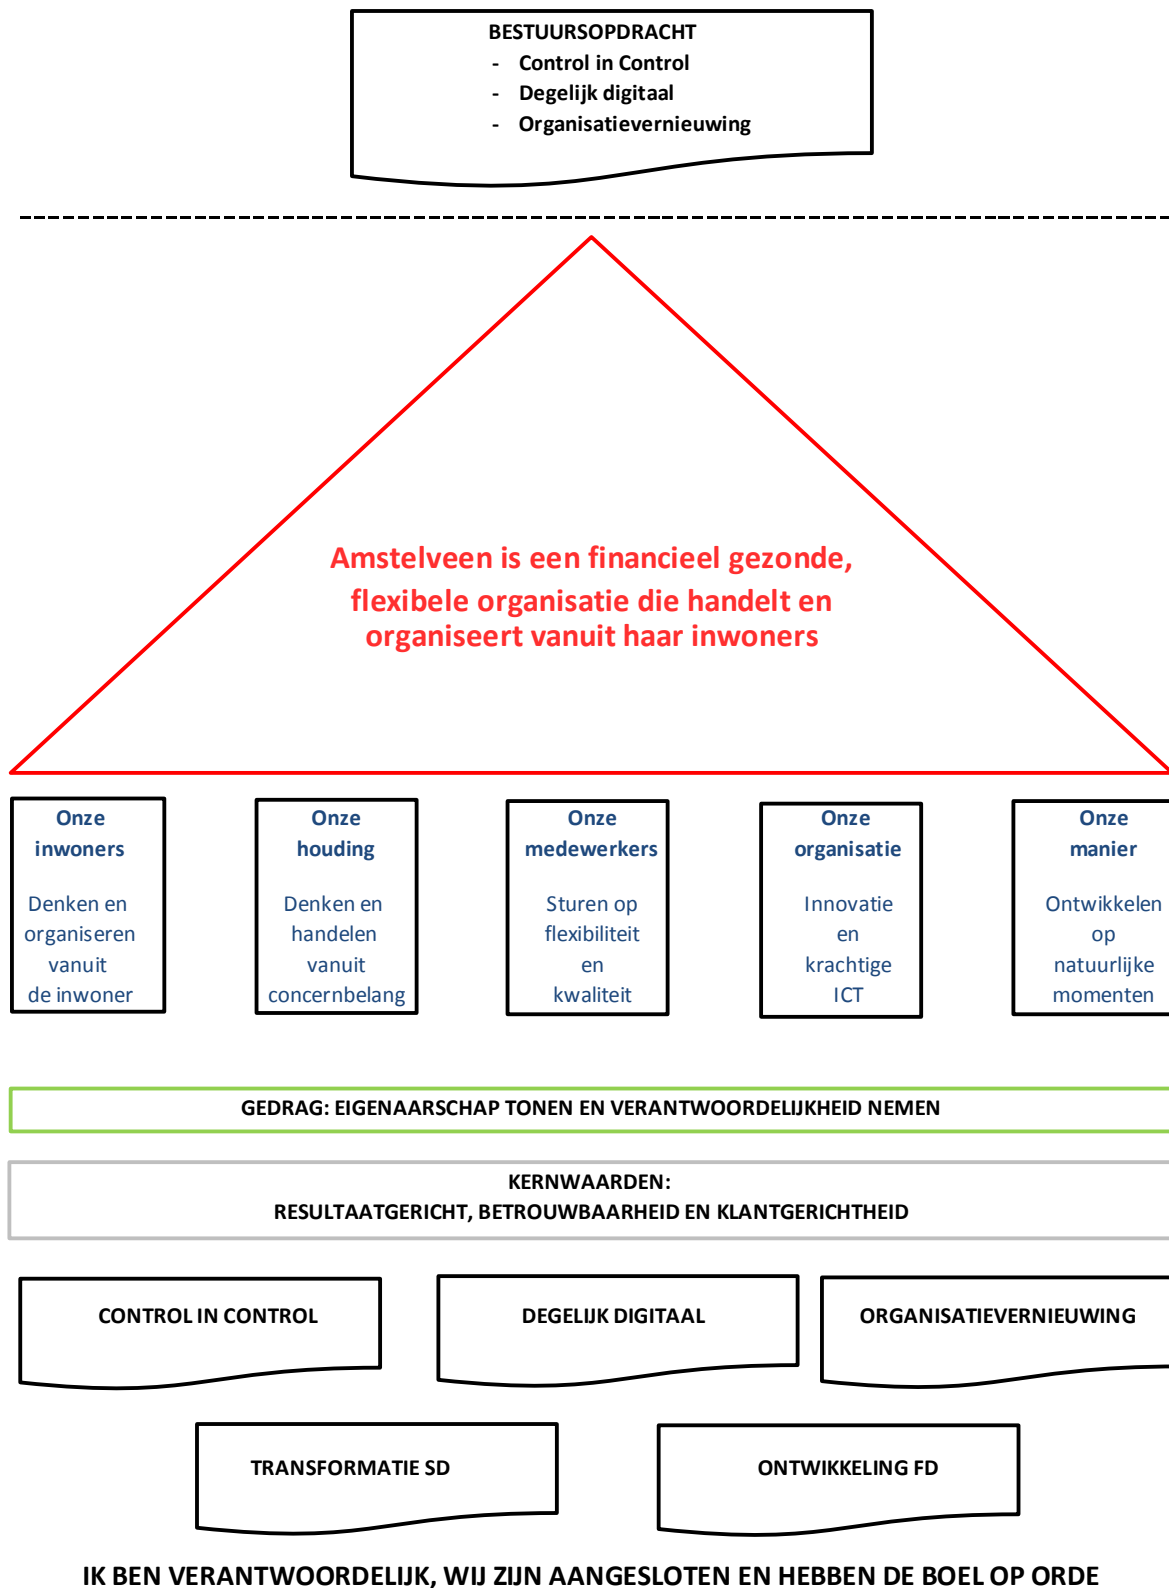 BESTUURSOPDRACHT
- Control in Control
- Degelijk digitaal
- Organisatievernieuwing
Amstelveen is een financieel gezonde,
flexibele organisatie die handelt en
organiseert vanuit haar inwoners
Onze
inwoners
Denken en
organiseren
vanuit
de inwoner
Onze
houding
Denken en
handelen
vanuit
concernbelang
Onze
medewerkers
Sturen op
flexibiliteit
en
kwaliteit
Onze
organisatie
Innovatie
en
krachtige
ICT
Onze
manier
Ontwikkelen
op
natuurlijke
momenten
GEDRAG: EIGENAARSCHAP TONEN EN VERANTWOORDELIJKHEID NEMEN
KERNWAARDEN:
RESULTAATGERICHT, BETROUWBAARHEID EN KLANTGERICHTHEID
CONTROL IN CONTROL
DEGELIJK DIGITAAL
ORGANISATIEVERNIEUWING
TRANSFORMATIE SD
ONTWIKKELING FD
IK BEN VERANTWOORDELIJK, WIJ ZIJN AANGESLOTEN EN HEBBEN DE BOEL OP ORDE